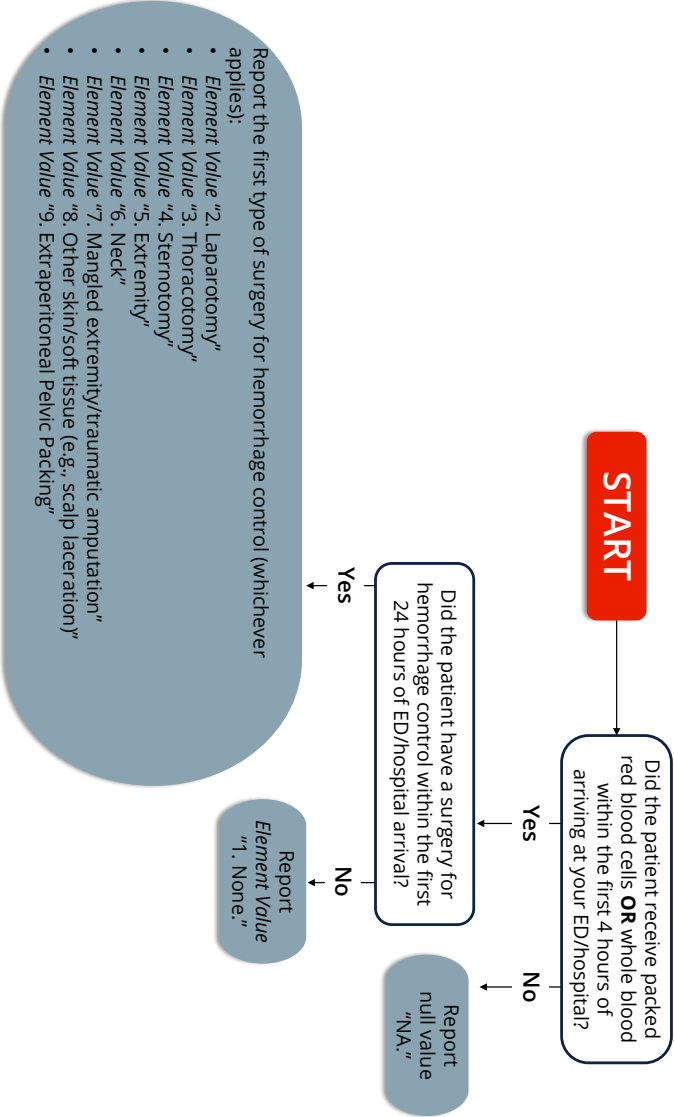 START
Did the patient receive packed
red blood cells OR whole blood
within the first 4 hours of
arriving at your ED/hospital?
Yes
No
Did the patient have a surgery for
hemorrhage control within the first
24 hours of ED/hospital arrival?
Report
null value
“NA.”
Yes
No
Report the first type of surgery for hemorrhage control (whichever
applies):
• Element Value “2. Laparotomy”
• Element Value “3. Thoracotomy”
• Element Value “4. Sternotomy”
• Element Value “5. Extremity”
• Element Value “6. Neck”
• Element Value “7. Mangled extremity/traumatic amputation”
• Element Value “8. Other skin/soft tissue (e.g., scalp laceration)”
• Element Value “9. Extraperitoneal Pelvic Packing”
Report
Element Value
“1. None.”